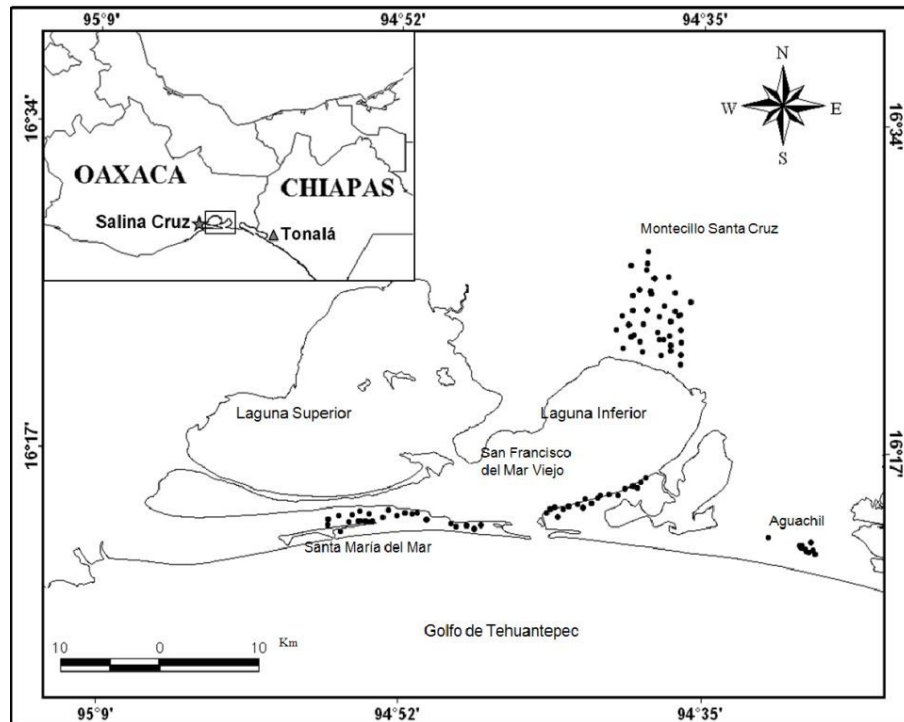 95°9'
94°52'
94°35'
16°34'
16°34'
OAXACA
CHIAPAS
Salina Cruz
Tonalá
N
W
E
S
Montecillo Santa Cruz
Laguna Superior
Laguna Inferior
16°17'
16°17'
San Francisco
del Mar Viejo
Aguachil
Santa María del Mar
Golfo de Tehuantepec
10
0
10
Km
95°9'
94°52'
94°35'